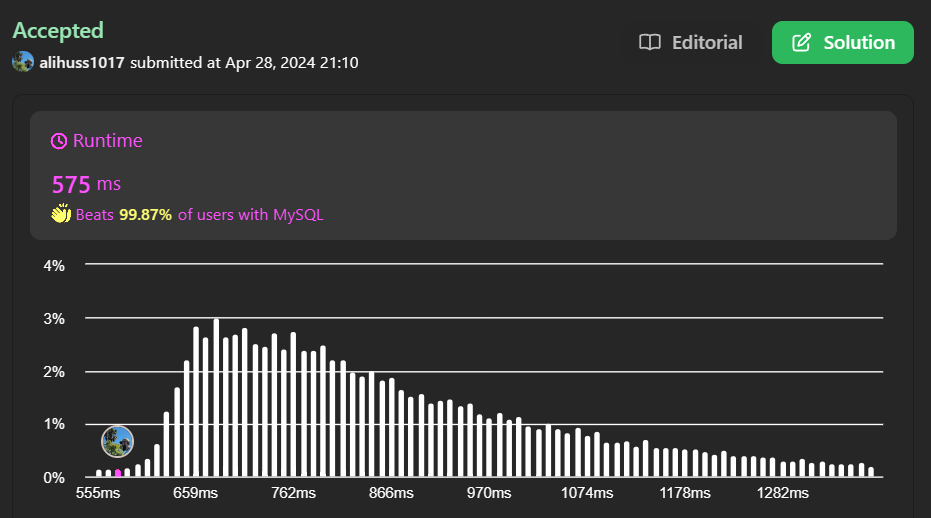 Accepted
alihuss1017 submitted at Apr 28, 2024 21:10
Editorial
Solution
Runtime
575 ms
Beats 99.87% of users with MySQL
4%
3%
2%
1%
0%
555ms 659ms 762ms 866ms 970ms 1074ms 1178ms 1282ms